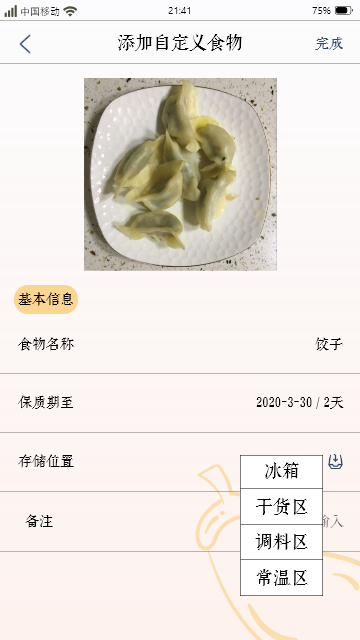 中国移动 21:41 75%
添加自定义食物 完成
基本信息
食物名称 饺子
保质期至 2020-3-30 / 2天
存储位置
冰箱
干货区
备注 输入
调料区
常温区